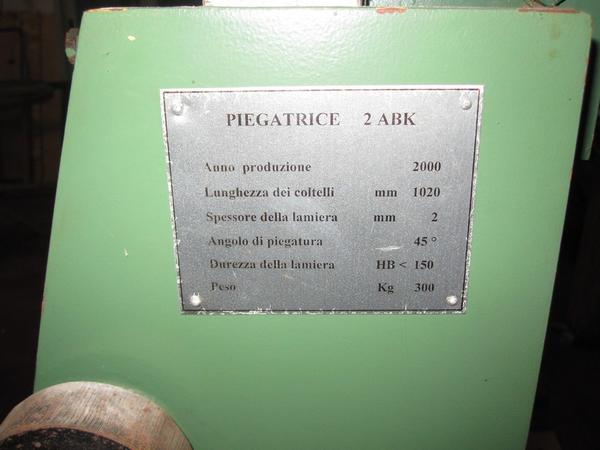 PIEGATRICE 2 ABK
Anno produzione 2000
Lunghezza dei coltelli mm 1020
Spessore della lamiera mm 2
Angolo di piegatura 45 °
Durezza della lamiera HB < 150
Peso Kg 300